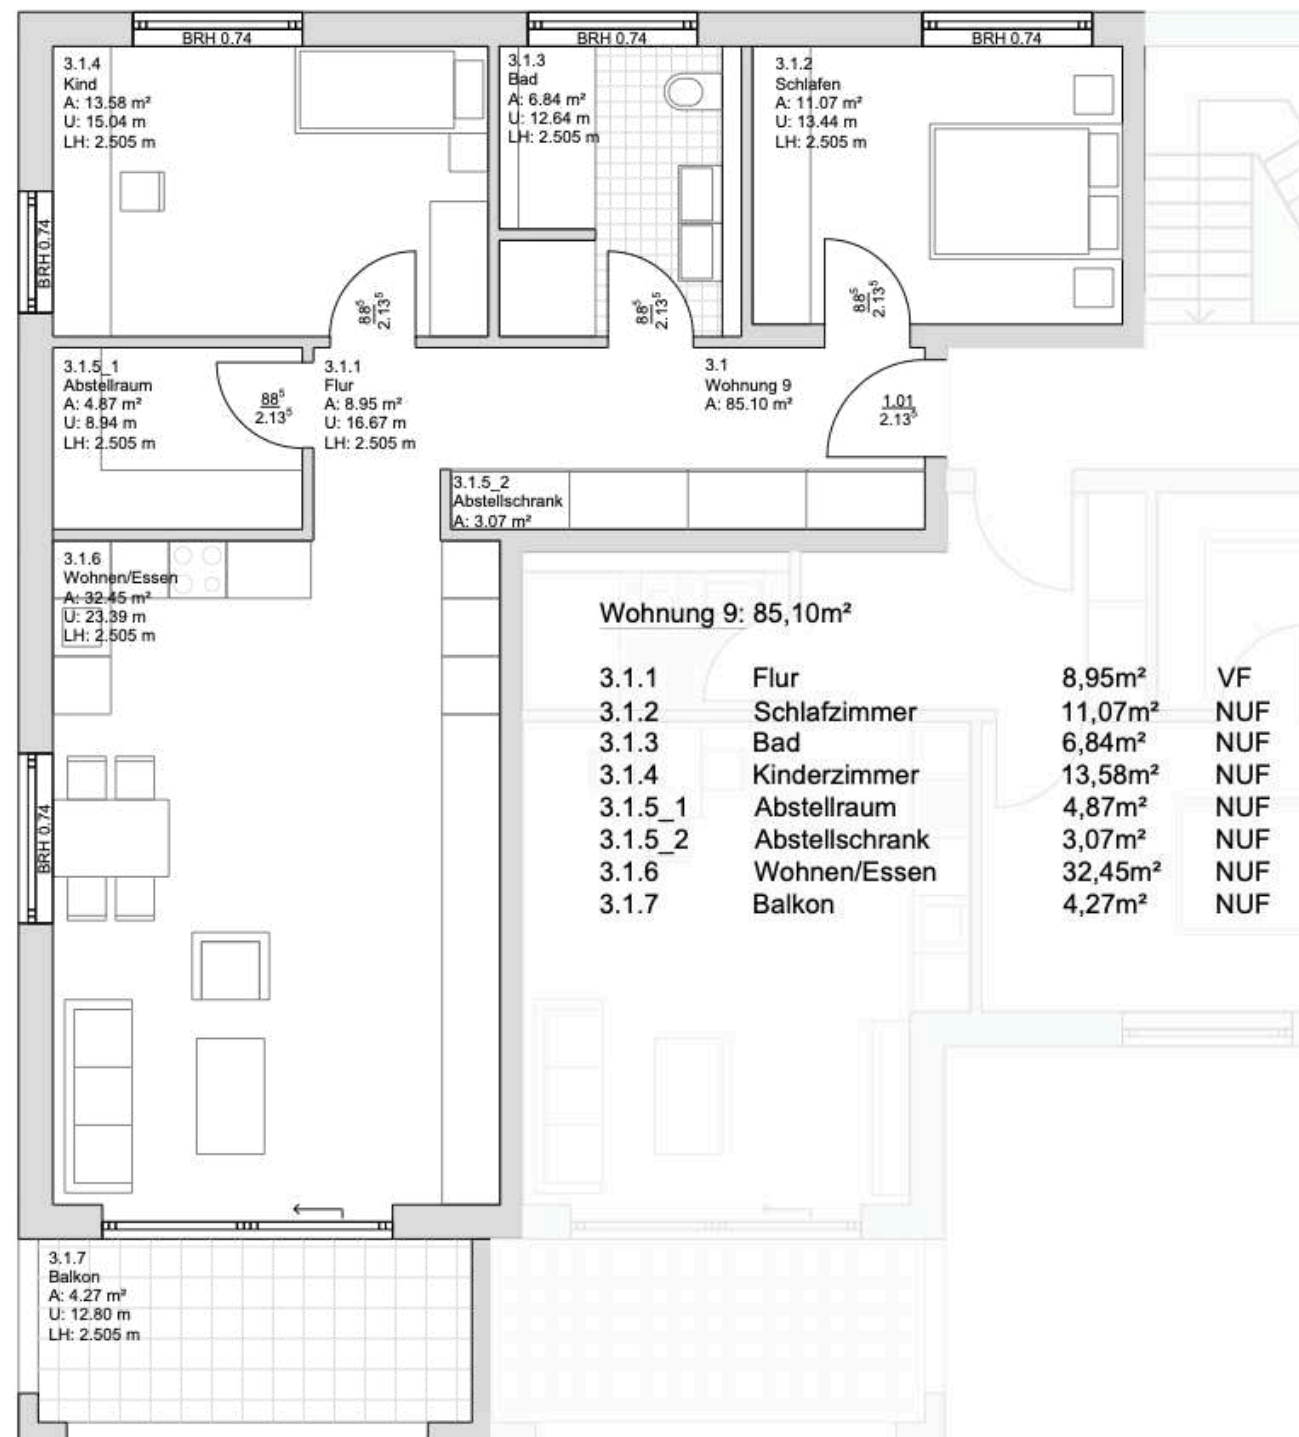 BRH 0.74
BRH 0.74
BRH 0.74
3.1.4
Kind
A: 13.58 m²
U: 15.04 m
LH: 2.505 m
3.1.3
Bad
A: 6.84 m²
U: 12.64 m
LH: 2.505 m
3.1.2
Schlafen
A: 11.07 m²
U: 13.44 m
LH: 2.505 m
BRH 0.74
88⁵
2.13⁵
88⁵
2.13⁵
88⁵
2.13⁵
3.1.5_1
Abstellraum
A: 4.87 m²
U: 8.94 m
LH: 2.505 m
88⁵
2.13⁵
3.1.1
Flur
A: 8.95 m²
U: 16.67 m
LH: 2.505 m
3.1
Wohnung 9
A: 85.10 m²
1.01
2.13⁵
3.1.5_2
Abstellschrank
A: 3.07 m²
3.1.6
Wohnen/Essen
A: 32.45 m²
U: 23.39 m
LH: 2.505 m
BRH 0.74
Wohnung 9: 85,10m²
3.1.1 Flur 8,95m² VF
3.1.2 Schlafzimmer 11,07m² NUF
3.1.3 Bad 6,84m² NUF
3.1.4 Kinderzimmer 13,58m² NUF
3.1.5_1 Abstellraum 4,87m² NUF
3.1.5_2 Abstellschrank 3,07m² NUF
3.1.6 Wohnen/Essen 32,45m² NUF
3.1.7 Balkon 4,27m² NUF
3.1.7
Balkon
A: 4.27 m²
U: 12.80 m
LH: 2.505 m